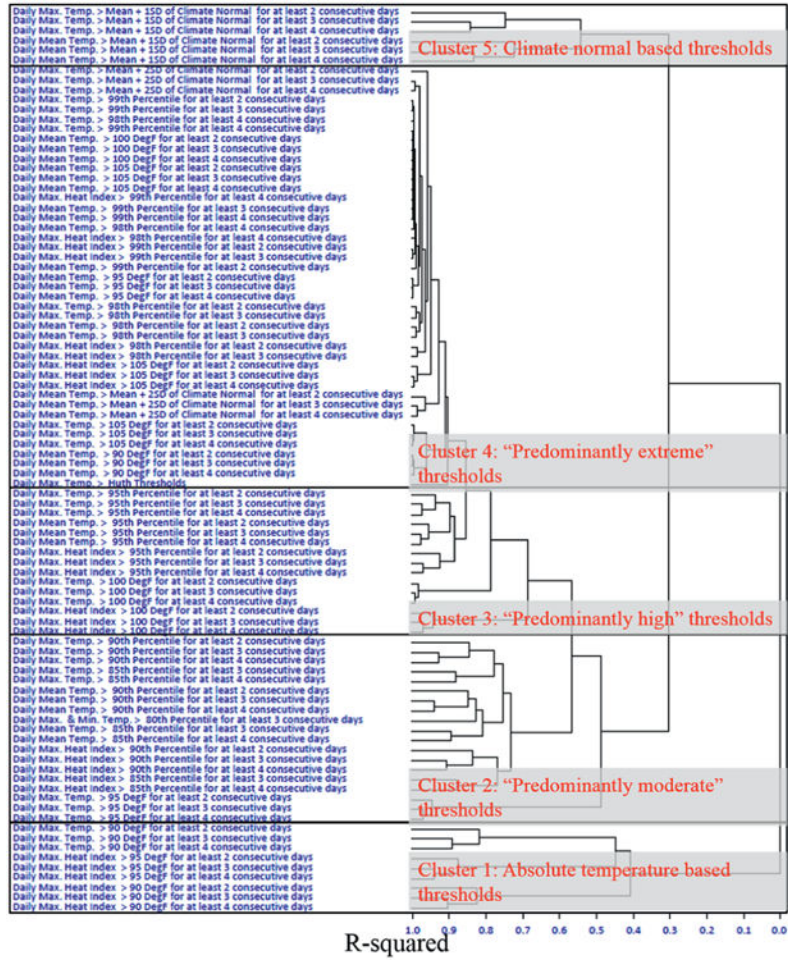 Daily Max. Temp. > Mean + 1SD of Climate Normal for at least 2 consecutive days
Daily Max. Temp. > Mean + 1SD of Climate Normal for at least 3 consecutive days
Daily Max. Temp. > Mean + 1SD of Climate Normal for at least 4 consecutive days
Daily Mean Temp. > Mean + 1SD of Climate Normal for at least 2 consecutive days
Daily Mean Temp. > Mean + 1SD of Climate Normal for at least 3 consecutive days
Daily Mean Temp. > Mean + 1SD of Climate Normal for at least 4 consecutive days
Cluster 5: Climate normal based thresholds
Daily Max. Temp.> Mean + 2SD of Climate Normal for at least 2 consecutive days
Daily Max. Temp.> Mean + 2SD of Climate Normal for at least 3 consecutive days
Daily Max. Temp.> Mean + 2SD of Climate Normal for at least 4 consecutive days
Daily Max. Temp. > 99th Percentile for at least 2 consecutive days
Daily Max. Temp. > 99th Percentile for at least 3 consecutive days
Daily Max. Temp. > 98th Percentile for at least 4 consecutive days
Daily Max. Temp. > 99th Percentile for at least 4 consecutive days
Daily Mean Temp. > 100 DegF for at least 2 consecutive days
Daily Mean Temp. > 100 DegF for at least 3 consecutive days
Daily Mean Temp. > 100 DegF for at least 4 consecutive days
Daily Mean Temp. > 105 DegF for at least 2 consecutive days
Daily Mean Temp. > 105 DegF for at least 3 consecutive days
Daily Mean Temp. > 105 DegF for at least 4 consecutive days
Daily Max. Heat Index > 99th Percentile for at least 4 consecutive days
Daily Mean Temp. > 99th Percentile for at least 3 consecutive days
Daily Mean Temp. > 99th Percentile for at least 4 consecutive days
Daily Mean Temp. > 98th Percentile for at least 4 consecutive days
Daily Max. Heat Index > 98th Percentile for at least 4 consecutive days
Daily Max. Heat Index > 99th Percentile for at least 2 consecutive days
Daily Max. Heat Index > 99th Percentile for at least 3 consecutive days
Daily Mean Temp. > 99th Percentile for at least 2 consecutive days
Daily Mean Temp. > 95 DegF for at least 2 consecutive days
Daily Mean Temp. > 95 DegF for at least 3 consecutive days
Daily Mean Temp. > 95 DegF for at least 4 consecutive days
Daily Max. Temp. > 98th Percentile for at least 2 consecutive days
Daily Max. Temp. > 98th Percentile for at least 3 consecutive days
Daily Mean Temp. > 98th Percentile for at least 2 consecutive days
Daily Mean Temp. > 98th Percentile for at least 3 consecutive days
Daily Max. Heat Index > 98th Percentile for at least 2 consecutive days
Daily Max. Heat Index > 98th Percentile for at least 3 consecutive days
Daily Max. Heat Index > 105 DegF for at least 2 consecutive days
Daily Max. Heat Index > 105 DegF for at least 3 consecutive days
Daily Max. Heat Index > 105 DegF for at least 4 consecutive days
Daily Mean Temp.> Mean + 2SD of Climate Normal for at least 2 consecutive days
Daily Mean Temp.> Mean + 2SD of Climate Normal for at least 3 consecutive days
Daily Mean Temp.> Mean + 2SD of Climate Normal for at least 4 consecutive days
Daily Max. Temp. > 105 DegF for at least 2 consecutive days
Daily Max. Temp. > 105 DegF for at least 3 consecutive days
Daily Max. Temp. > 105 DegF for at least 4 consecutive days
Daily Mean Temp. > 90 DegF for at least 2 consecutive days
Daily Mean Temp. > 90 DegF for at least 3 consecutive days
Daily Mean Temp. > 90 DegF for at least 4 consecutive days
Daily Max. Temp. > Huth Thresholds
Cluster 4: “Predominantly extreme”
thresholds
Daily Max. Temp. > 95th Percentile for at least 2 consecutive days
Daily Max. Temp. > 95th Percentile for at least 3 consecutive days
Daily Max. Temp. > 95th Percentile for at least 4 consecutive days
Daily Mean Temp. > 95th Percentile for at least 2 consecutive days
Daily Mean Temp. > 95th Percentile for at least 3 consecutive days
Daily Mean Temp. > 95th Percentile for at least 4 consecutive days
Daily Max. Heat Index > 95th Percentile for at least 2 consecutive days
Daily Max. Heat Index > 95th Percentile for at least 3 consecutive days
Daily Max. Heat Index > 95th Percentile for at least 4 consecutive days
Daily Max. Temp. > 100 DegF for at least 2 consecutive days
Daily Max. Temp. > 100 DegF for at least 3 consecutive days
Daily Max. Temp. > 100 DegF for at least 4 consecutive days
Daily Max. Heat Index > 100 DegF for at least 2 consecutive days
Daily Max. Heat Index > 100 DegF for at least 3 consecutive days
Daily Max. Heat Index > 100 DegF for at least 4 consecutive days
Cluster 3: “Predominantly high” thresholds
Daily Max. Temp. > 90th Percentile for at least 2 consecutive days
Daily Max. Temp. > 90th Percentile for at least 3 consecutive days
Daily Max. Temp. > 90th Percentile for at least 4 consecutive days
Daily Max. Temp. > 85th Percentile for at least 3 consecutive days
Daily Max. Temp. > 85th Percentile for at least 4 consecutive days
Daily Mean Temp. > 90th Percentile for at least 2 consecutive days
Daily Mean Temp. > 90th Percentile for at least 3 consecutive days
Daily Mean Temp. > 90th Percentile for at least 4 consecutive days
Daily Max. & Min. Temp. > 80th Percentile for at least 3 consecutive days
Daily Mean Temp. > 85th Percentile for at least 3 consecutive days
Daily Mean Temp. > 85th Percentile for at least 4 consecutive days
Daily Max. Heat Index > 90th Percentile for at least 2 consecutive days
Daily Max. Heat Index > 90th Percentile for at least 3 consecutive days
Daily Max. Heat Index > 90th Percentile for at least 4 consecutive days
Daily Max. Heat Index > 85th Percentile for at least 3 consecutive days
Daily Max. Heat Index > 85th Percentile for at least 4 consecutive days
Daily Max. Temp. > 95 DegF for at least 2 consecutive days
Daily Max. Temp. > 95 DegF for at least 3 consecutive days
Daily Max. Temp. > 95 DegF for at least 4 consecutive days
Cluster 2: “Predominantly moderate”
thresholds
Daily Max. Temp. > 90 DegF for at least 2 consecutive days
Daily Max. Temp. > 90 DegF for at least 3 consecutive days
Daily Max. Temp. > 90 DegF for at least 4 consecutive days
Daily Max. Heat Index > 95 DegF for at least 2 consecutive days
Daily Max. Heat Index > 95 DegF for at least 3 consecutive days
Daily Max. Heat Index > 95 DegF for at least 4 consecutive days
Daily Max. Heat Index > 90 DegF for at least 2 consecutive days
Daily Max. Heat Index > 90 DegF for at least 3 consecutive days
Daily Max. Heat Index > 90 DegF for at least 4 consecutive days
Cluster 1: Absolute temperature based
thresholds
1.0 0.9 0.8 0.7 0.6 0.5 0.4 0.3 0.2 0.1 0.0
R-squared